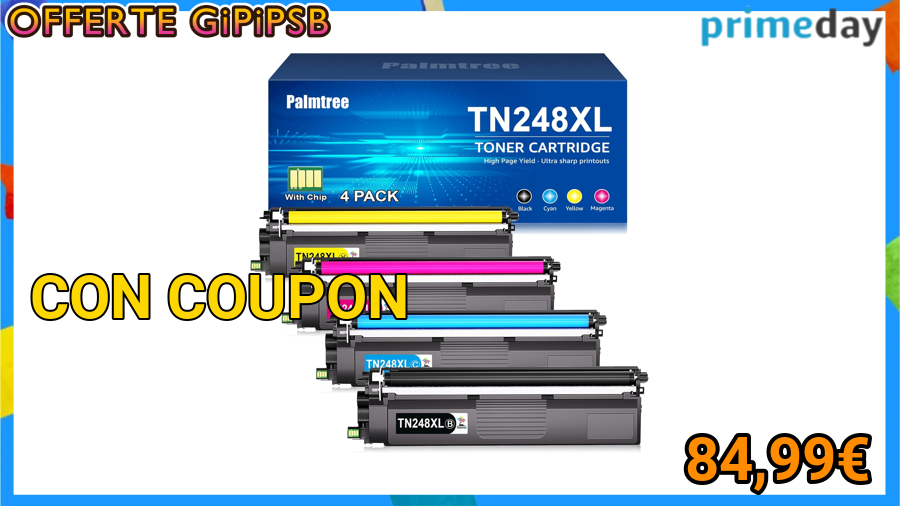 OFFERTE GiPiPSB
primeday
Palmtree
Palmtree
TN248XL
TONER CARTRIDGE
High Page Yield · Ultra sharp printouts
With Chip
4 PACK
Black
Cyan
Yellow
Magenta
TN248XL
CON COUPON
TN248XL C
TN248XL B
84,99€